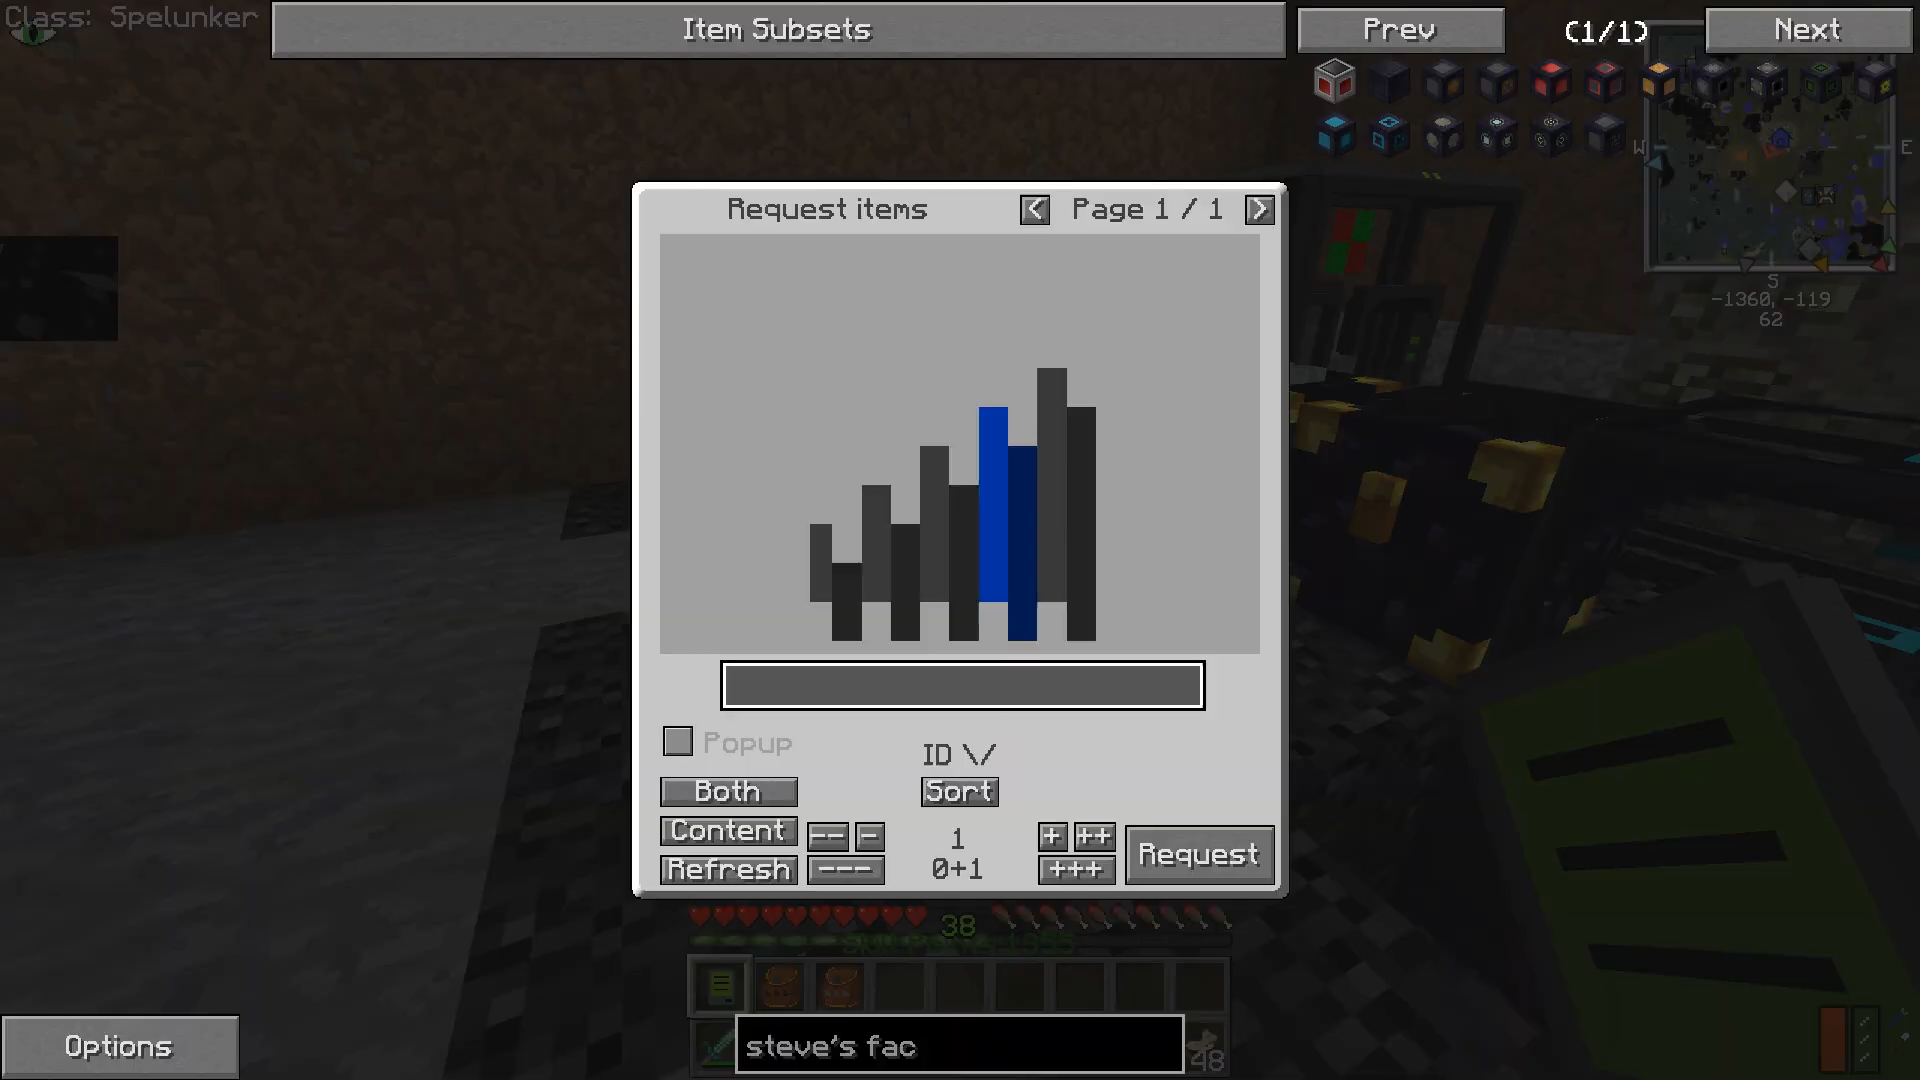 Class: Spelunker
Item Subsets
Prev
(1/1)
Next
W
E
S
-1360, -119
62
Request items
< Page 1 / 1 >
Popup
ID \/
Both
Sort
Content
-- -
1
+ ++
Request
Refresh
---
0+1
+++
38
Options
steve's fac
48